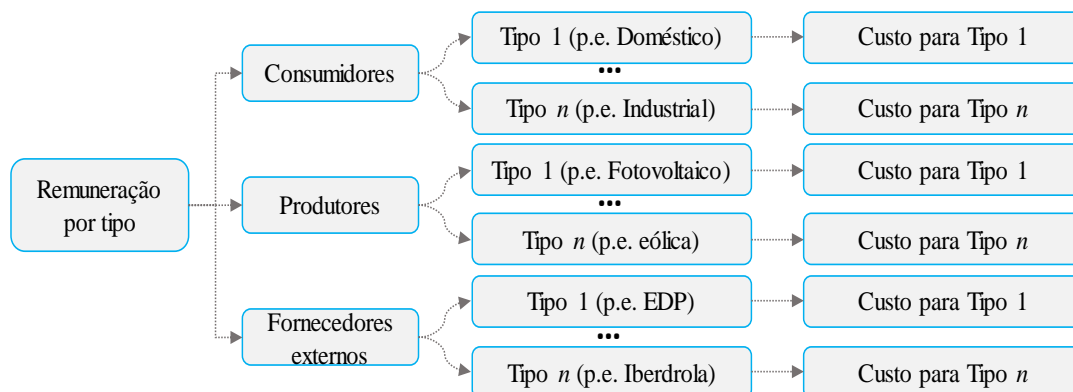 Remuneração
por tipo
Consumidores
Tipo 1 (p.e. Doméstico)
Custo para Tipo 1
...
Tipo n (p.e. Industrial)
Custo para Tipo n
Produtores
Tipo 1 (p.e. Fotovoltaico)
Custo para Tipo 1
...
Tipo n (p.e. eólica)
Custo para Tipo n
Fornecedores
externos
Tipo 1 (p.e. EDP)
Custo para Tipo 1
...
Tipo n (p.e. Iberdrola)
Custo para Tipo n